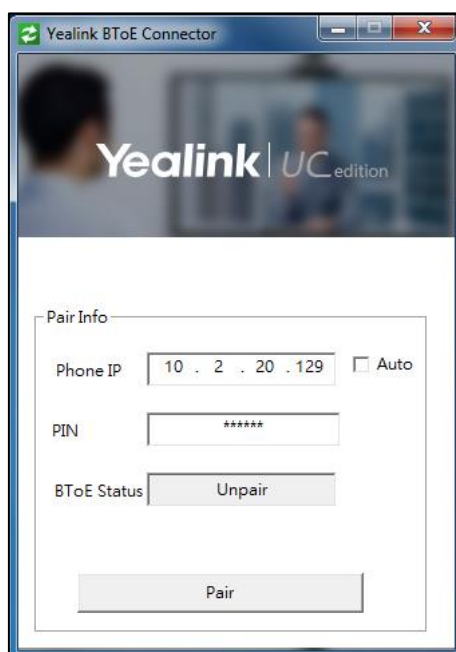 Yealink BToE Connector
Yealink | UC edition
Pair Info
Phone IP 10 . 2 . 20 . 129 Auto
PIN ******
BToE Status Unpair
Pair